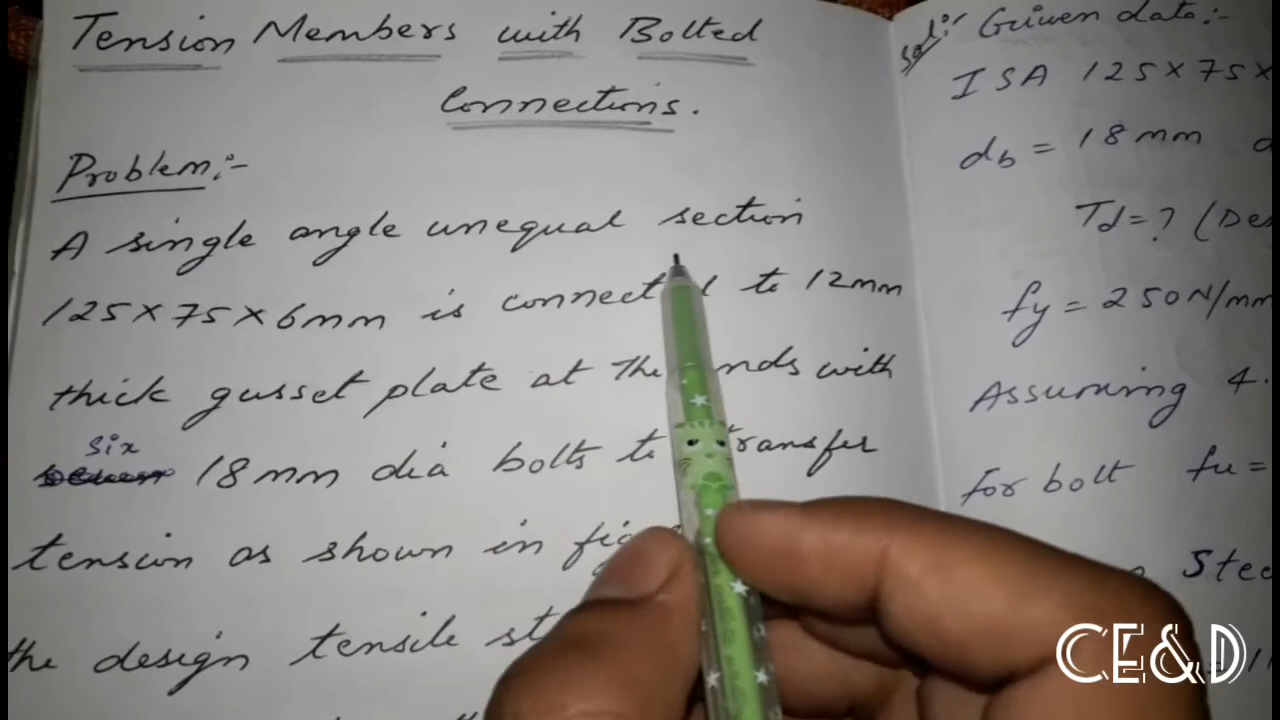 Tension Members with Bolted
Connections.
Problem:-
A single angle unequal section
125×75×6mm is connected to 12mm
thick gusset plate at the ends with
six
18mm dia bolts to transfer
tension as shown in fig
the design tensile st
Sol:- Given data:-
ISA 125×75×
db = 18mm
Td=? (Des
fy = 250N/mm
Assuming 4.
for bolt fu =
Stee
CE&D